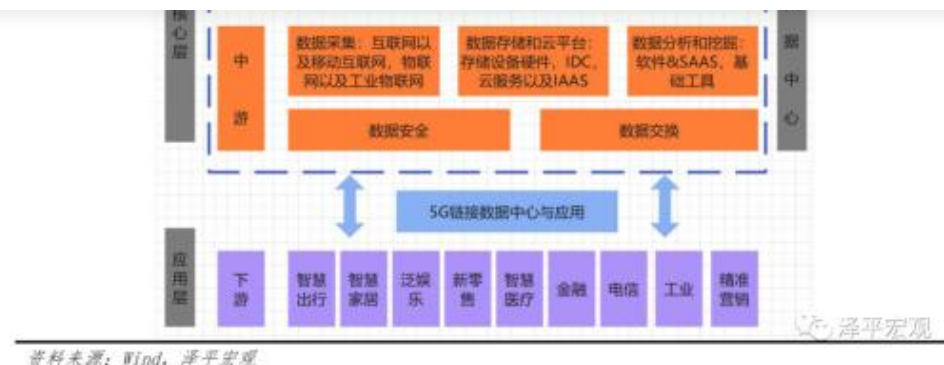 心
层
中
游
数据采集：互联网以
及移动互联网，物联
网以及工业物联网
数据存储和云平台：
存储设备硬件，IDC，
云服务以及IAAS
数据分析和挖掘：
软件&SAAS、基
础工具
据
中
心
数据安全
数据交换
5G链接数据中心与应用
应
用
层
下
游
智慧
出行
智慧
家居
泛娱
乐
新零
售
智慧
医疗
金融
电信
工业
精准
营销
泽平宏观
资料来源：Wind，泽平宏观